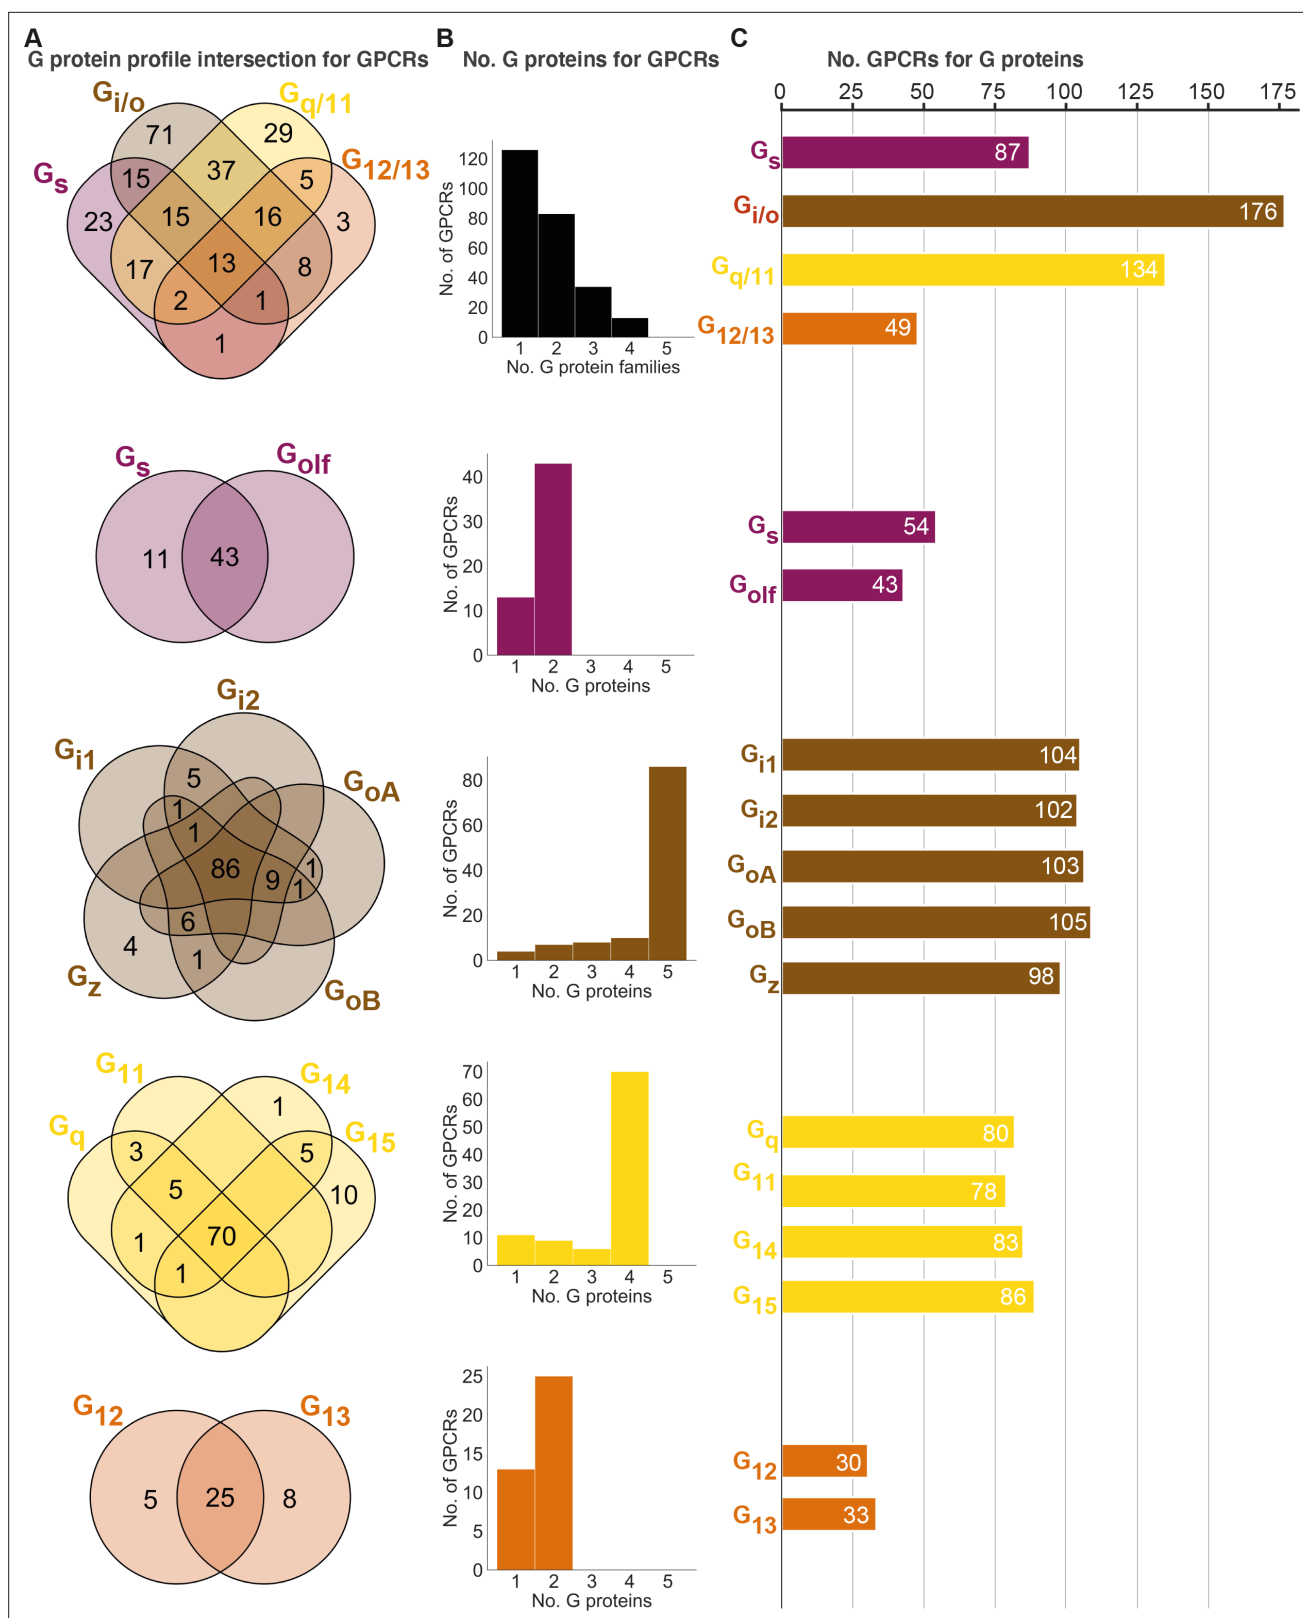 A
G protein profile intersection for GPCRs
Gi/o
Gq/11
Gs
G12/13
71
29
15
37
5
23
15
16
3
17
13
8
2
1
1
B
No. G proteins for GPCRs
No. of GPCRs
120
100
80
60
40
20
0
1 2 3 4 5
No. G protein families
C
No. GPCRs for G proteins
0 25 50 75 100 125 150 175
Gs 87
Gi/o 176
Gq/11 134
G12/13 49
Gs
Golf
11
43
No. of GPCRs
40
30
20
10
0
1 2 3 4 5
No. G proteins
Gs 54
Golf 43
Gi2
Gi1
GoA
Gz
GoB
5
1
1
86
9
1
1
6
4
1
No. of GPCRs
80
60
40
20
0
1 2 3 4 5
No. G proteins
Gi1 104
Gi2 102
GoA 103
GoB 105
Gz 98
G11
G14
Gq
G15
1
3
5
5
10
1
70
1
No. of GPCRs
70
60
50
40
30
20
10
0
1 2 3 4 5
No. G proteins
Gq 80
G11 78
G14 83
G15 86
G12
G13
5
25
8
No. of GPCRs
25
20
15
10
5
0
1 2 3 4 5
No. G proteins
G12 30
G13 33